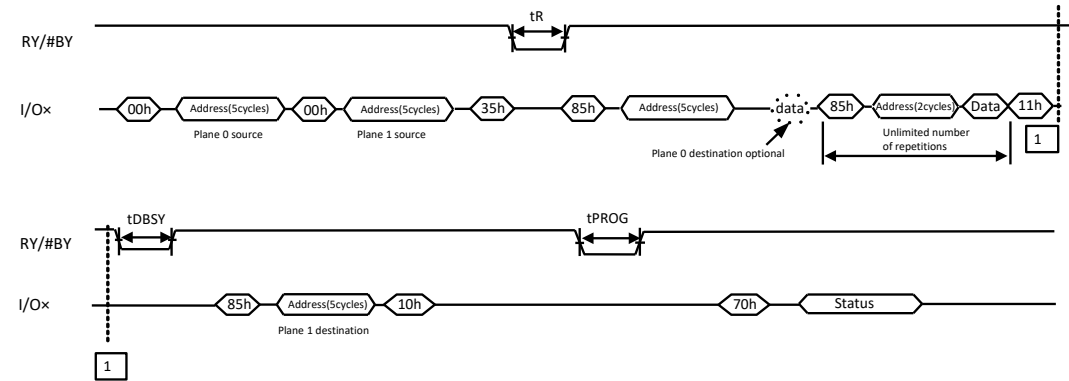 tR
RY/#BY
I/O×
00h
Address(5cycles)
00h
Address(5cycles)
35h
85h
Address(5cycles)
data
85h
Address(2cycles)
Data
11h
Plane 0 source
Plane 1 source
Plane 0 destination optional
Unlimited number
of repetitions
1
tDBSY
tPROG
RY/#BY
I/O×
85h
Address(5cycles)
10h
70h
Status
Plane 1 destination
1